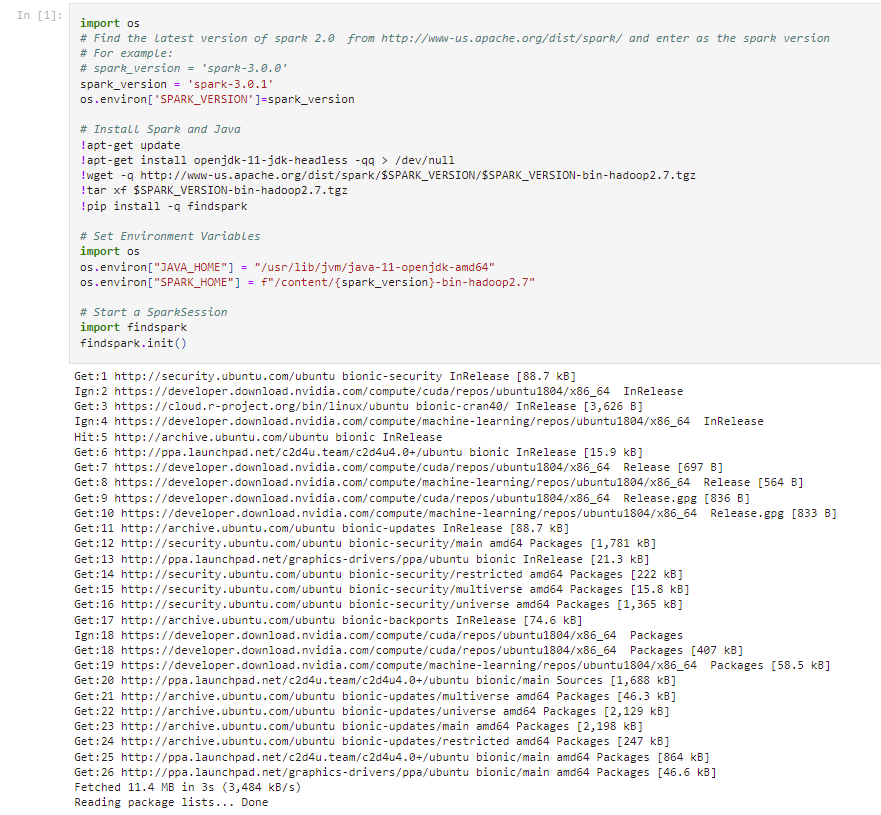 In [1]:
import os
# Find the latest version of spark 2.0  from http://www-us.apache.org/dist/spark/ and enter as the spark version
# For example:
# spark_version = 'spark-3.0.0'
spark_version = 'spark-3.0.1'
os.environ['SPARK_VERSION']=spark_version

# Install Spark and Java
!apt-get update
!apt-get install openjdk-11-jdk-headless -qq > /dev/null
!wget -q http://www-us.apache.org/dist/spark/$SPARK_VERSION/$SPARK_VERSION-bin-hadoop2.7.tgz
!tar xf $SPARK_VERSION-bin-hadoop2.7.tgz
!pip install -q findspark

# Set Environment Variables
import os
os.environ["JAVA_HOME"] = "/usr/lib/jvm/java-11-openjdk-amd64"
os.environ["SPARK_HOME"] = f"/content/{spark_version}-bin-hadoop2.7"

# Start a SparkSession
import findspark
findspark.init()

Get:1 http://security.ubuntu.com/ubuntu bionic-security InRelease [88.7 kB]
Ign:2 https://developer.download.nvidia.com/compute/cuda/repos/ubuntu1804/x86_64  InRelease
Get:3 https://cloud.r-project.org/bin/linux/ubuntu bionic-cran40/ InRelease [3,626 B]
Ign:4 https://developer.download.nvidia.com/compute/machine-learning/repos/ubuntu1804/x86_64  InRelease
Hit:5 http://archive.ubuntu.com/ubuntu bionic InRelease
Get:6 http://ppa.launchpad.net/c2d4u.team/c2d4u4.0+/ubuntu bionic InRelease [15.9 kB]
Get:7 https://developer.download.nvidia.com/compute/cuda/repos/ubuntu1804/x86_64  Release [697 B]
Get:8 https://developer.download.nvidia.com/compute/machine-learning/repos/ubuntu1804/x86_64  Release [564 B]
Get:9 https://developer.download.nvidia.com/compute/cuda/repos/ubuntu1804/x86_64  Release.gpg [836 B]
Get:10 https://developer.download.nvidia.com/compute/machine-learning/repos/ubuntu1804/x86_64  Release.gpg [833 B]
Get:11 http://archive.ubuntu.com/ubuntu bionic-updates InRelease [88.7 kB]
Get:12 http://security.ubuntu.com/ubuntu bionic-security/main amd64 Packages [1,781 kB]
Get:13 http://ppa.launchpad.net/graphics-drivers/ppa/ubuntu bionic InRelease [21.3 kB]
Get:14 http://security.ubuntu.com/ubuntu bionic-security/restricted amd64 Packages [222 kB]
Get:15 http://security.ubuntu.com/ubuntu bionic-security/multiverse amd64 Packages [15.8 kB]
Get:16 http://security.ubuntu.com/ubuntu bionic-security/universe amd64 Packages [1,365 kB]
Get:17 http://archive.ubuntu.com/ubuntu bionic-backports InRelease [74.6 kB]
Ign:18 https://developer.download.nvidia.com/compute/cuda/repos/ubuntu1804/x86_64  Packages
Get:18 https://developer.download.nvidia.com/compute/cuda/repos/ubuntu1804/x86_64  Packages [407 kB]
Get:19 https://developer.download.nvidia.com/compute/machine-learning/repos/ubuntu1804/x86_64  Packages [58.5 kB]
Get:20 http://ppa.launchpad.net/c2d4u.team/c2d4u4.0+/ubuntu bionic/main Sources [1,688 kB]
Get:21 http://archive.ubuntu.com/ubuntu bionic-updates/multiverse amd64 Packages [46.3 kB]
Get:22 http://archive.ubuntu.com/ubuntu bionic-updates/universe amd64 Packages [2,129 kB]
Get:23 http://archive.ubuntu.com/ubuntu bionic-updates/main amd64 Packages [2,198 kB]
Get:24 http://archive.ubuntu.com/ubuntu bionic-updates/restricted amd64 Packages [247 kB]
Get:25 http://ppa.launchpad.net/c2d4u.team/c2d4u4.0+/ubuntu bionic/main amd64 Packages [864 kB]
Get:26 http://ppa.launchpad.net/graphics-drivers/ppa/ubuntu bionic/main amd64 Packages [46.6 kB]
Fetched 11.4 MB in 3s (3,484 kB/s)
Reading package lists... Done